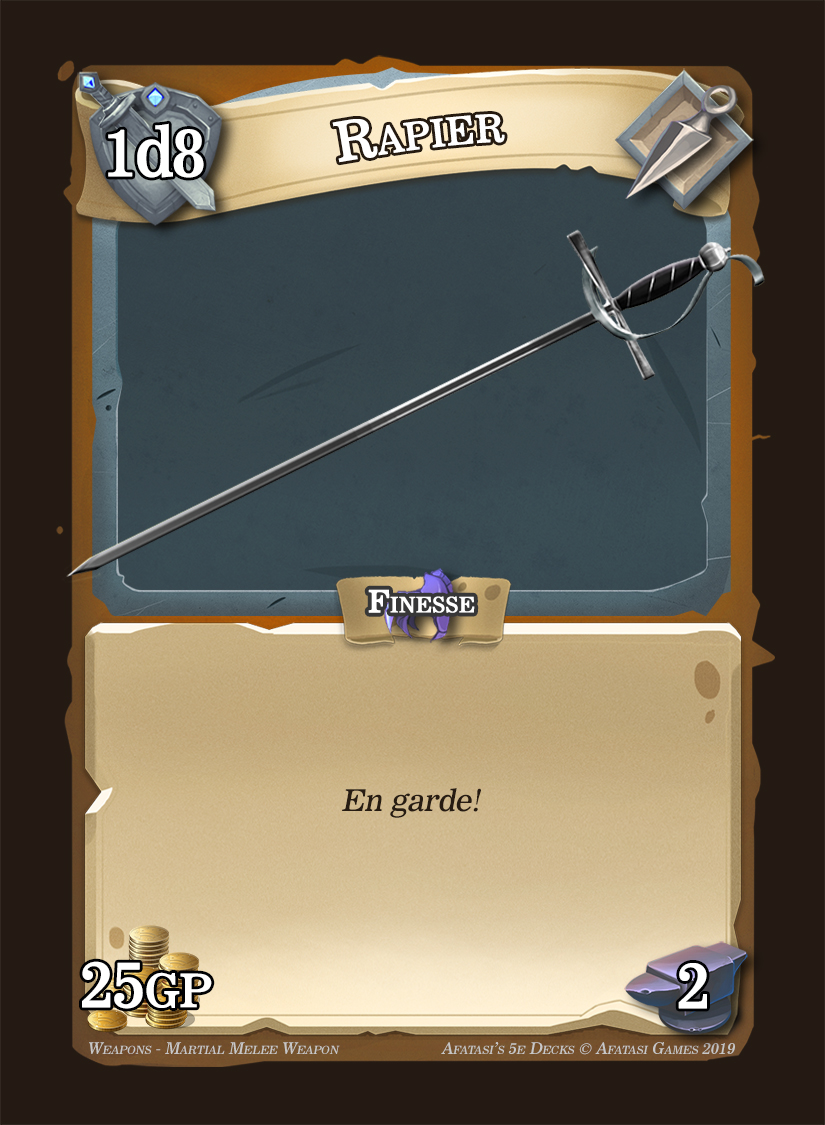 1d8
Rapier
Finesse
En garde!
25GP
2
Weapons - Martial Melee Weapon
Afatasi's 5e Decks © Afatasi Games 2019